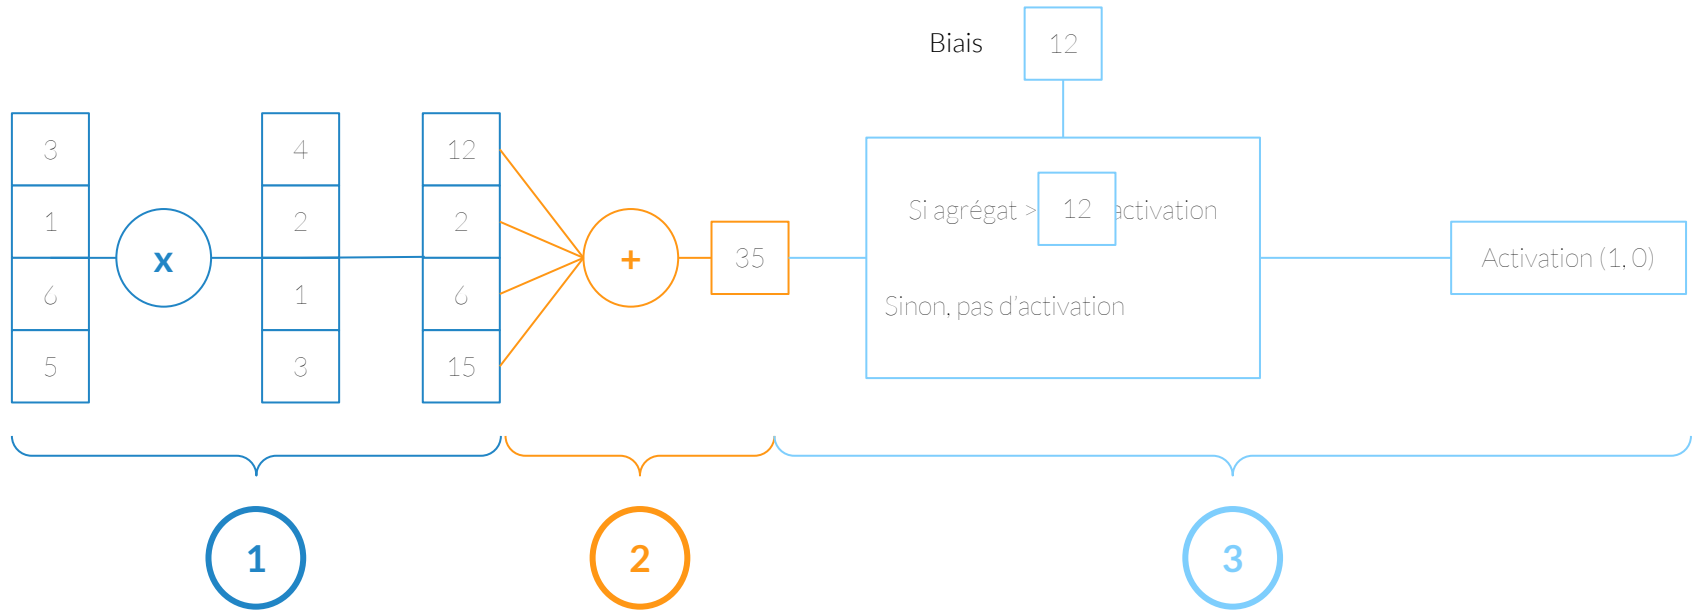 Biais 12
3 4 12
1 2 2
6 1 6
5 3 15
x
+
35
Si agrégat > 12 activation
Sinon, pas d'activation
Activation (1, 0)
1 2 3